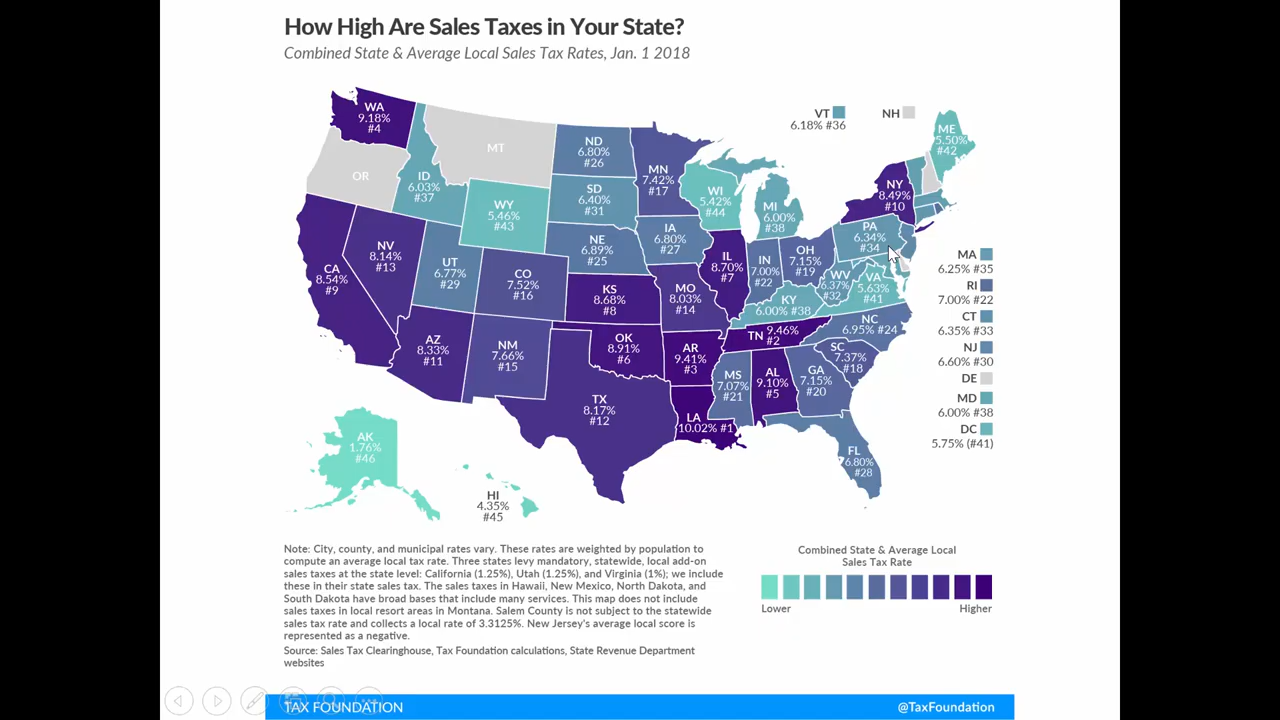 How High Are Sales Taxes in Your State?
Combined State & Average Local Sales Tax Rates, Jan. 1 2018
WA
9.18%
#4
MT
OR
ID
6.03%
#37
WY
5.46%
#43
NV
8.14%
#13
CA
8.54%
#9
UT
6.77%
#29
CO
7.52%
#16
AZ
8.33%
#11
NM
7.66%
#15
ND
6.80%
#26
SD
6.40%
#31
NE
6.89%
#25
KS
8.68%
#8
OK
8.91%
#6
TX
8.17%
#12
MN
7.42%
#17
IA
6.80%
#27
MO
8.03%
#14
AR
9.41%
#3
LA
10.02% #1
WI
5.42%
#44
IL
8.70%
#7
MI
6.00%
#38
IN
7.00%
#22
OH
7.15%
#19
KY
6.00% #38
TN 9.46%
#2
MS
7.07%
#21
AL
9.10%
#5
GA
7.15%
#20
FL
6.80%
#28
SC
7.37%
#18
NC
6.95% #24
VA
5.63%
#41
WV
6.37%
#32
PA
6.34%
#34
NY
8.49%
#10
ME
5.50%
#42
VT
6.18% #36
NH
MA
6.25% #35
RI
7.00% #22
CT
6.35% #33
NJ
6.60% #30
DE
MD
6.00% #38
DC
5.75% (#41)
AK
1.76%
#46
HI
4.35%
#45
Note: City, county, and municipal rates vary. These rates are weighted by population to
compute an average local tax rate. Three states levy mandatory, statewide, local add-on
sales taxes at the state level: California (1.25%), Utah (1.25%), and Virginia (1%); we include
these in their state sales tax. The sales taxes in Hawaii, New Mexico, North Dakota, and
South Dakota have broad bases that include many services. This map does not include
sales taxes in local resort areas in Montana. Salem County is not subject to the statewide
sales tax rate and collects a local rate of 3.3125%. New Jersey's average local score is
represented as a negative.
Source: Sales Tax Clearinghouse, Tax Foundation calculations, State Revenue Department
websites
Combined State & Average Local
Sales Tax Rate
Lower
Higher
TAX FOUNDATION
@TaxFoundation